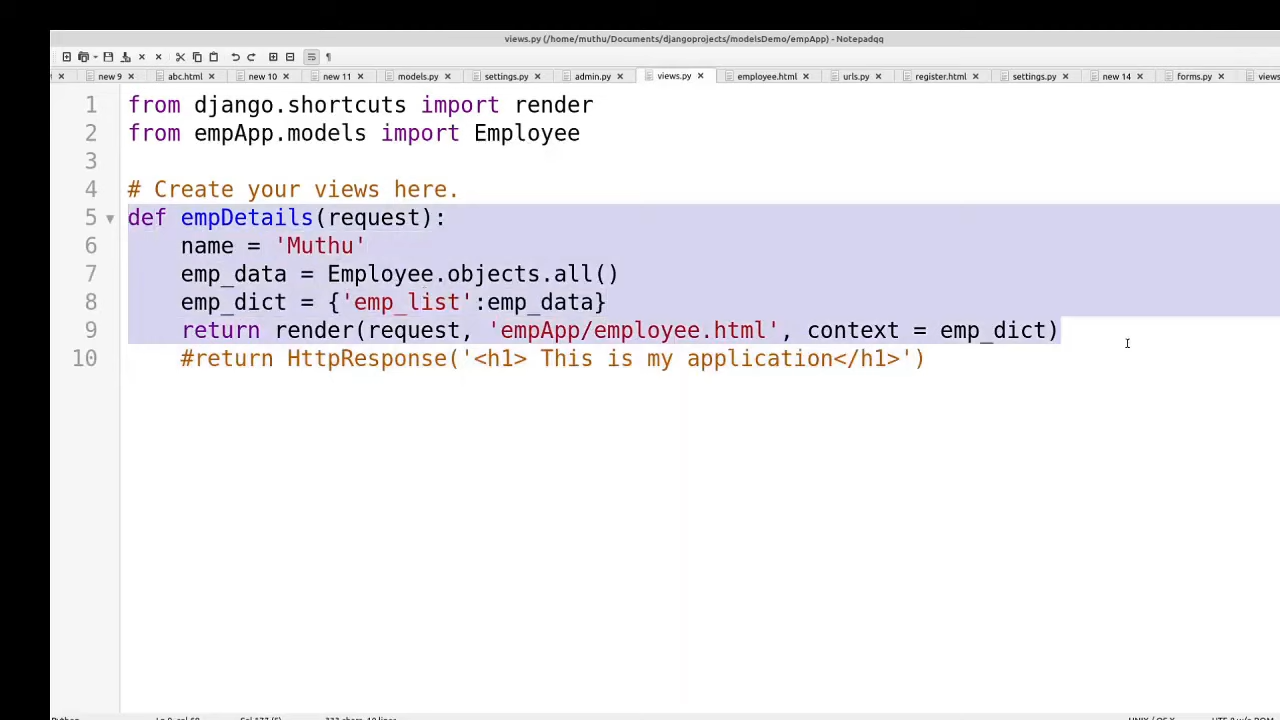 views.py (/home/muthu/Documents/djangoprojects/modelsDemo/empApp) - Notepadqq
new 9 abc.html new 10 new 11 models.py settings.py admin.py views.py employee.html urls.py register.html settings.py new 14 forms.py views
1 from django.shortcuts import render
2 from empApp.models import Employee
3
4 # Create your views here.
5 def empDetails(request):
6     name = 'Muthu'
7     emp_data = Employee.objects.all()
8     emp_dict = {'emp_list':emp_data}
9     return render(request, 'empApp/employee.html', context = emp_dict)
10     #return HttpResponse('<h1> This is my application</h1>')